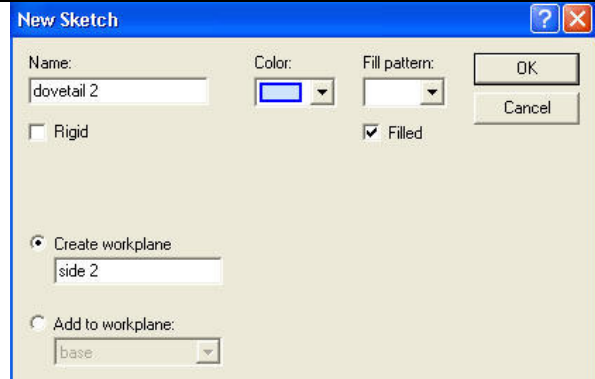 New Sketch
Name:
Color:
Fill pattern:
OK
dovetail 2
Cancel
Rigid
Filled
Create workplane
side 2
Add to workplane:
base